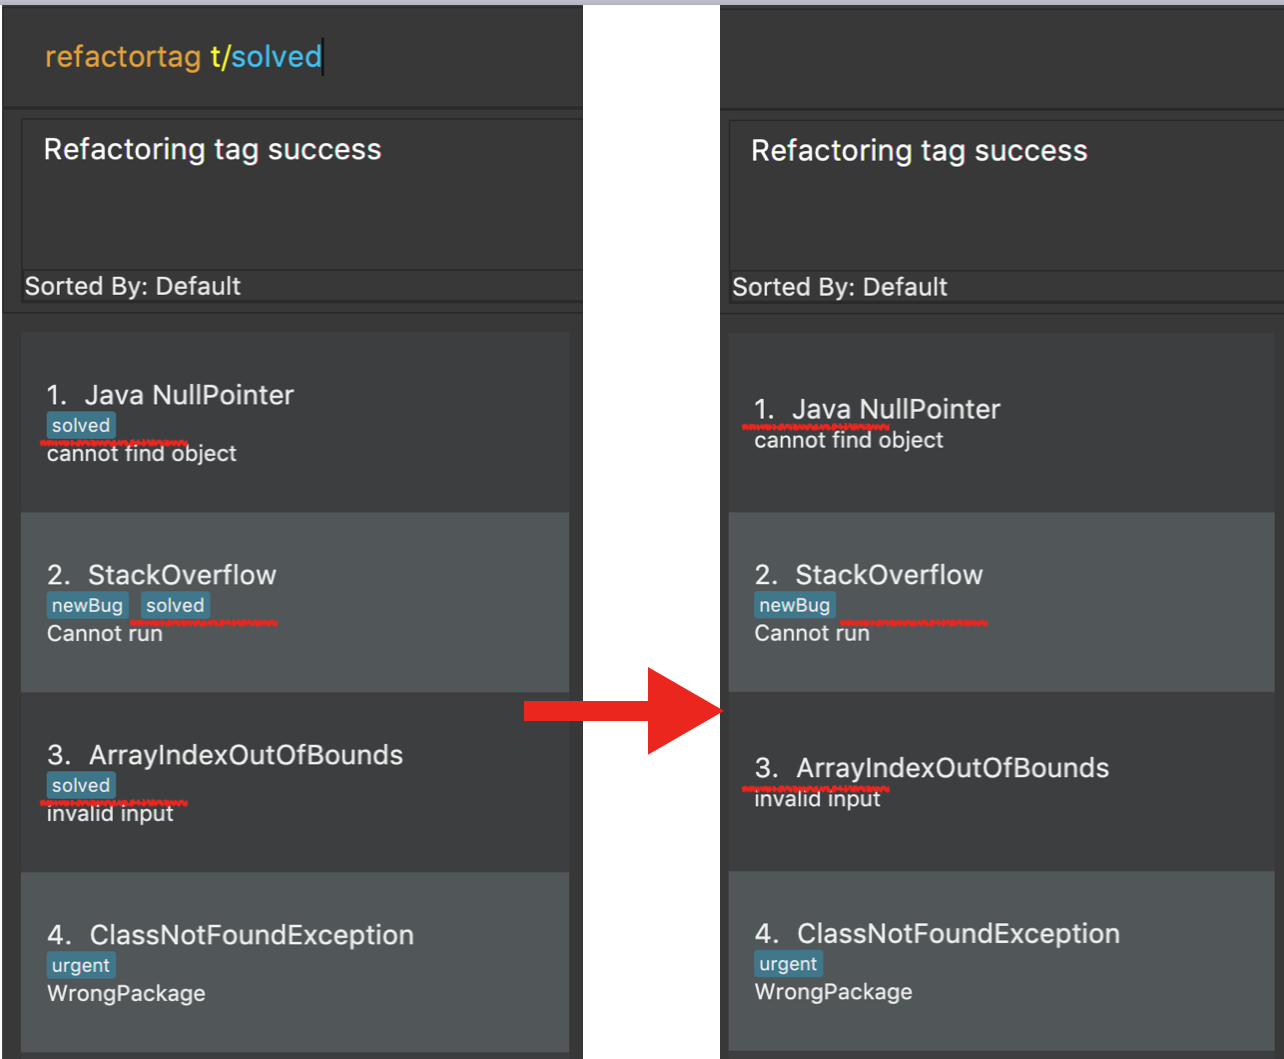 refactortag t/solved
Refactoring tag success
Sorted By: Default
1. Java NullPointer
solved
cannot find object
2. StackOverflow
newBug solved
Cannot run
3. ArrayIndexOutOfBounds
solved
invalid input
4. ClassNotFoundException
urgent
WrongPackage
Refactoring tag success
Sorted By: Default
1. Java NullPointer
cannot find object
2. StackOverflow
newBug
Cannot run
3. ArrayIndexOutOfBounds
invalid input
4. ClassNotFoundException
urgent
WrongPackage